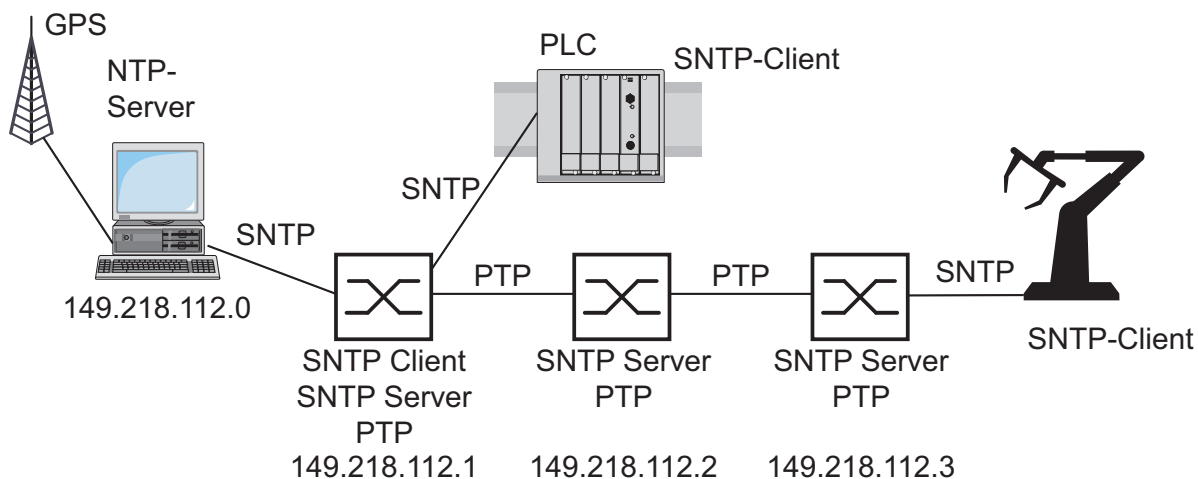 GPS
NTP-
Server
PLC
SNTP-Client
SNTP
SNTP
PTP
PTP
SNTP
149.218.112.0
SNTP Client
SNTP Server
PTP
149.218.112.1
SNTP Server
PTP
149.218.112.2
SNTP Server
PTP
149.218.112.3
SNTP-Client